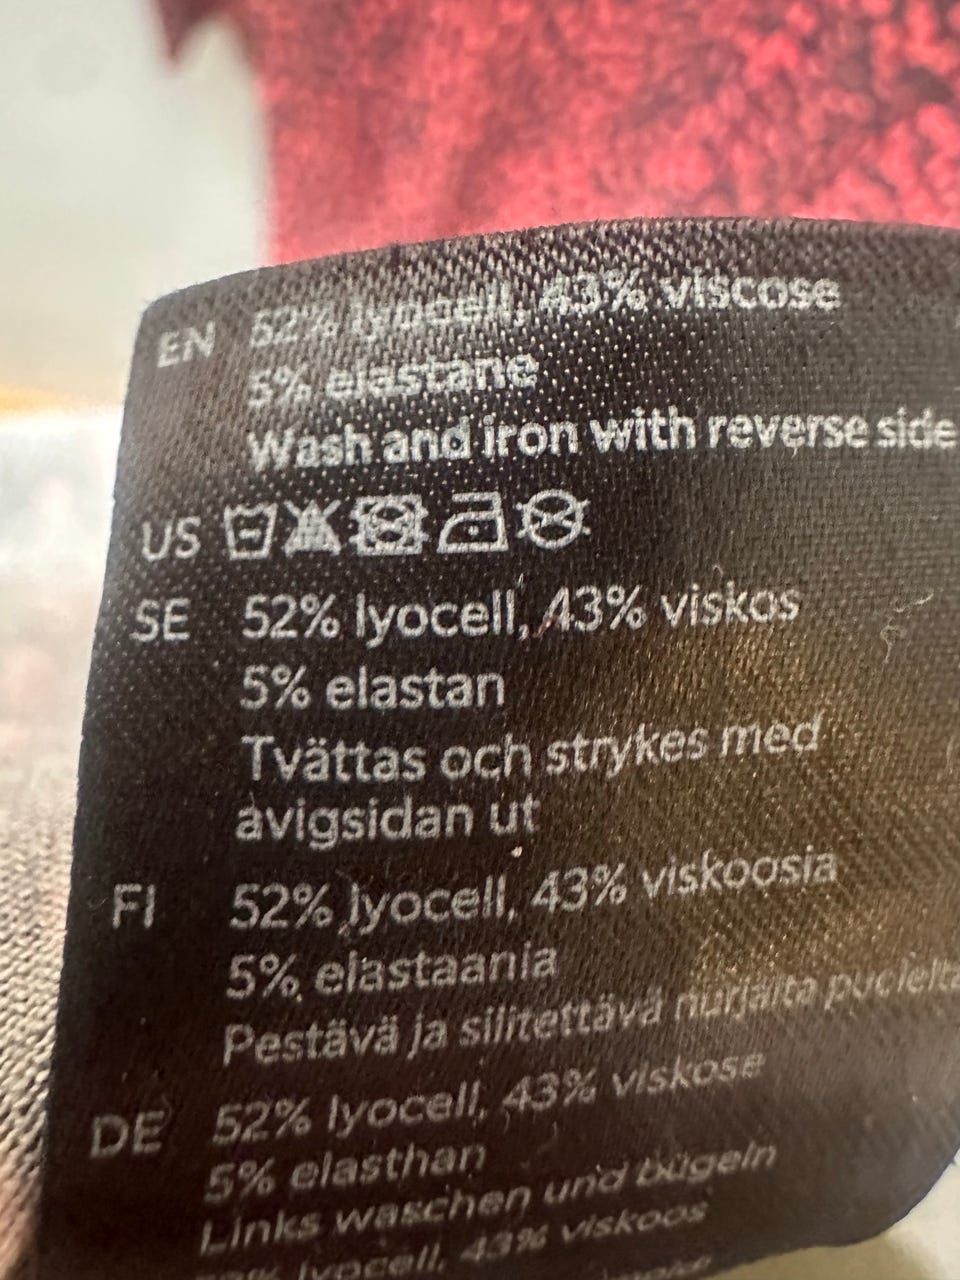 EN 52% lyocell, 43% viscose
5% elastane
Wash and iron with reverse side
US
SE 52% lyocell, 43% viskos
5% elastan
Tvättas och strykes med
avigsidan ut
FI 52% lyocell, 43% viskoosia
5% elastaania
Pestävä ja silitettävä nurjalta
DE 52% lyocell, 43% viskose
5% elasthan
Links waschen und bügeln
lyocell, 43% viskoos